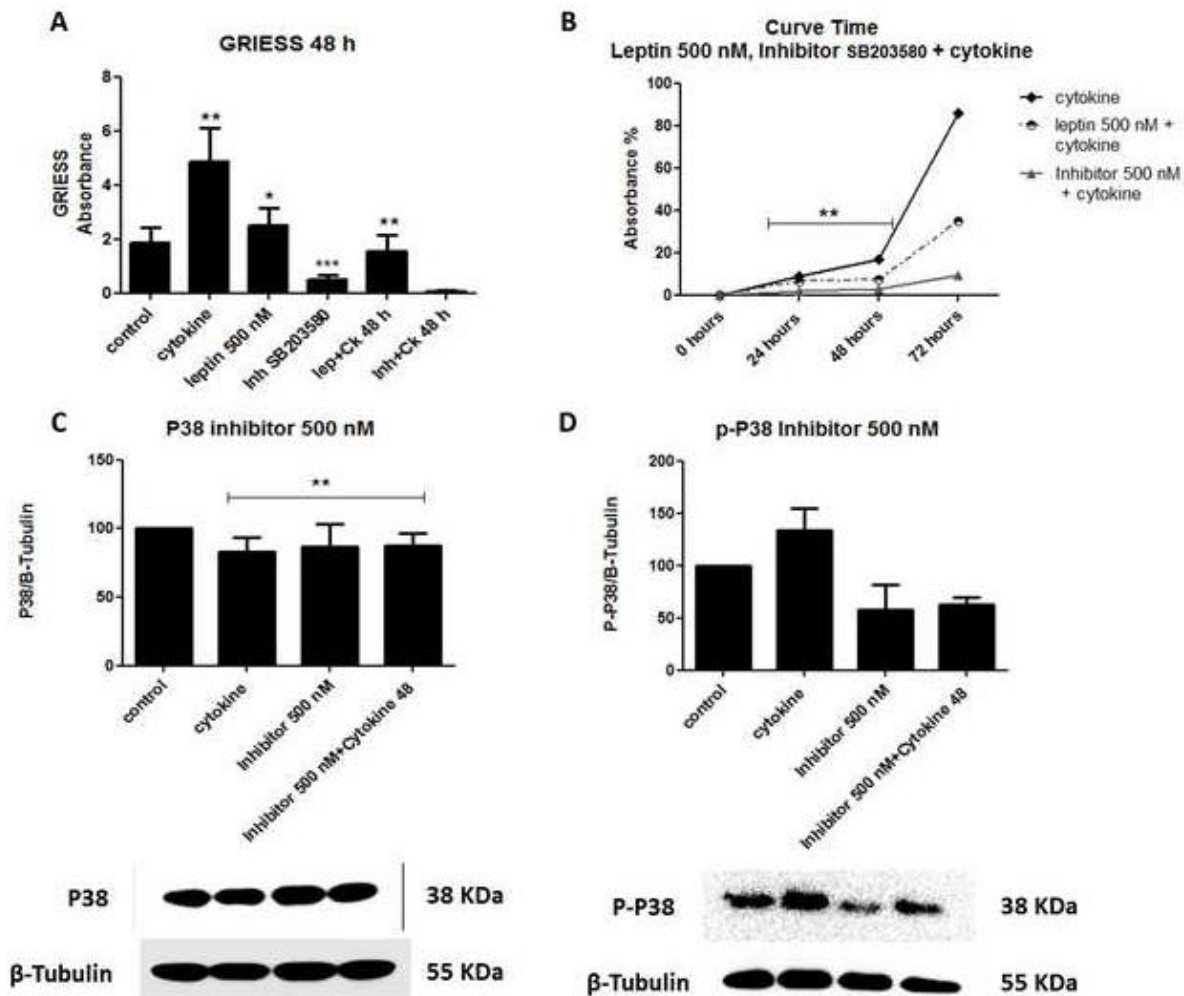 A
GRIESS 48 h
GRIESS
Absorbance
8
6
4
2
0
**
*
***
**
control
cytokine
leptin 500 nM
Inh SB203580
lep+Ck 48 h
Inh+Ck 48 h
B
Curve Time
Leptin 500 nM, Inhibitor SB203580 + cytokine
Absorbance %
100
80
60
40
20
0
**
0 hours
24 hours
48 hours
72 hours
cytokine
leptin 500 nM +
cytokine
Inhibitor 500 nM
+ cytokine
C
P38 inhibitor 500 nM
P38/B-Tubulin
150
100
50
0
**
control
cytokine
Inhibitor 500 nM
Inhibitor 500 nM+Cytokine 48
P38
38 KDa
β-Tubulin
55 KDa
D
p-P38 Inhibitor 500 nM
P-P38/B-Tubulin
200
150
100
50
0
control
cytokine
Inhibitor 500 nM
Inhibitor 500 nM+Cytokine 48
P-P38
38 KDa
β-Tubulin
55 KDa